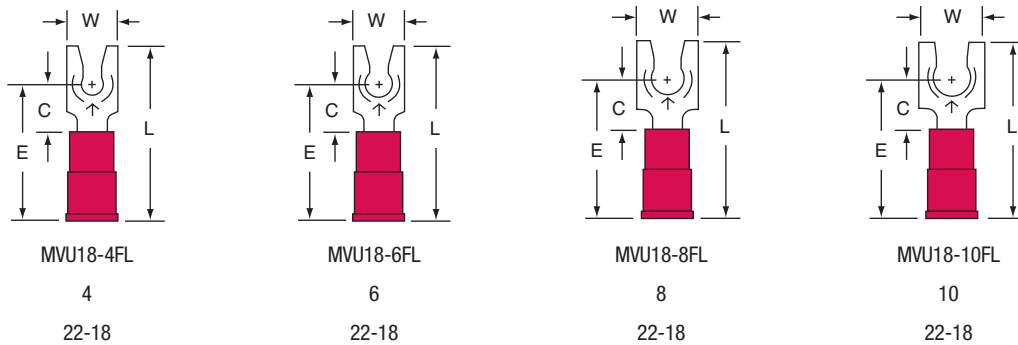 W W W W
C C C C
L L L L
E E E E
MVU18-4FL MVU18-6FL MVU18-8FL MVU18-10FL
4 6 8 10
22-18 22-18 22-18 22-18